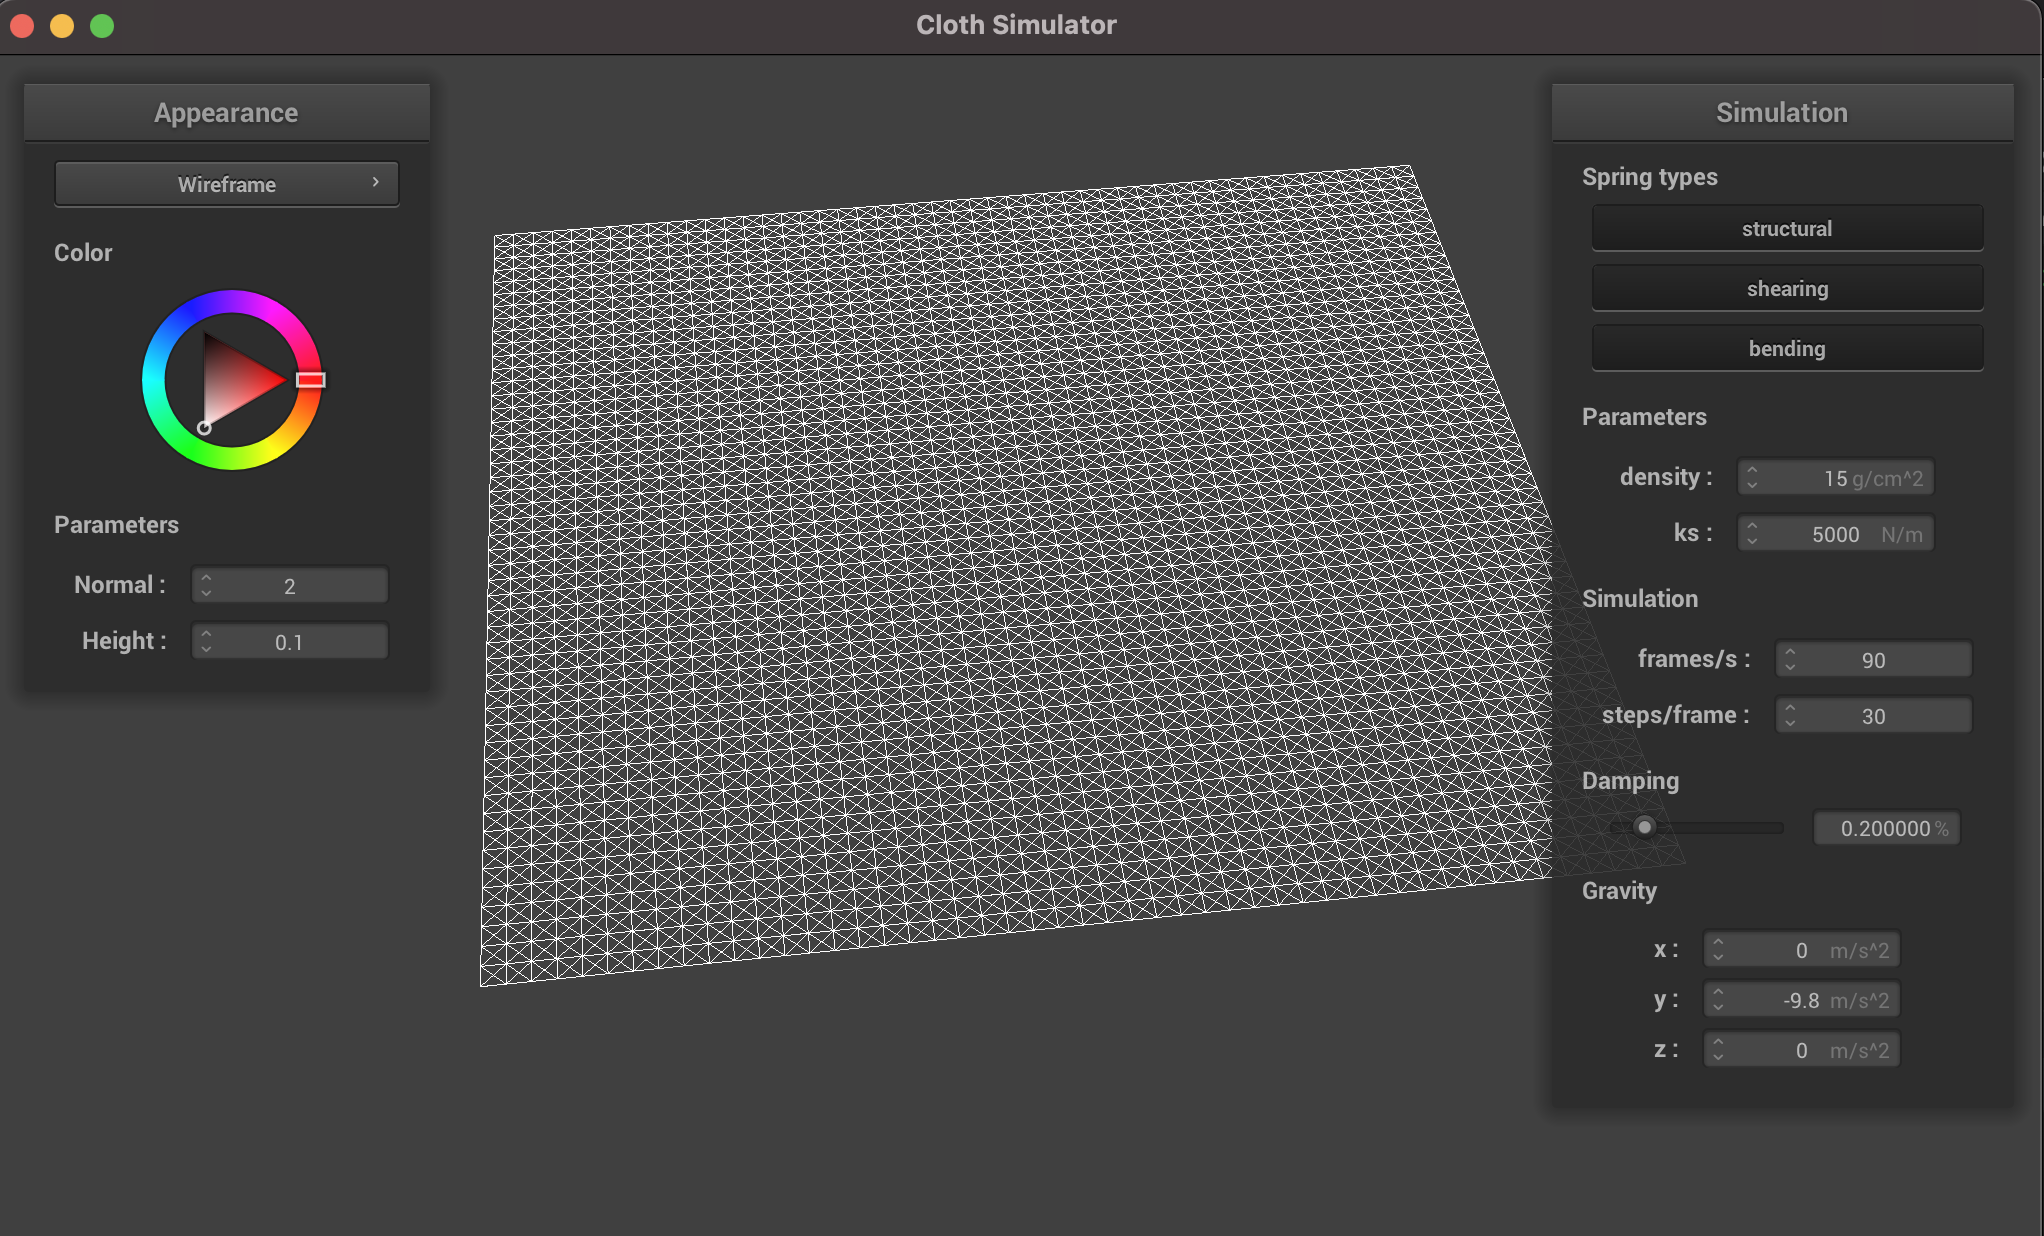 Cloth Simulator
Appearance
Wireframe
Color
Parameters
Normal : 2
Height : 0.1
Simulation
Spring types
structural
shearing
bending
Parameters
density : 15 g/cm^2
ks : 5000 N/m
Simulation
frames/s : 90
steps/frame : 30
Damping
0.200000 %
Gravity
x : 0 m/s^2
y : -9.8 m/s^2
z : 0 m/s^2